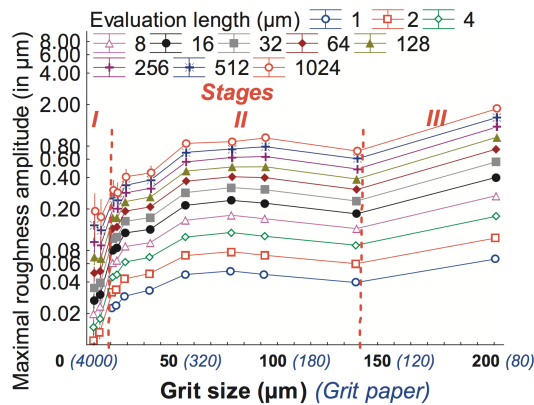 Evaluation length (μm) 1 2 4
8 16 32 64 128
256 512 1024
Stages
I II III
Maximal roughness amplitude (in μm)
8.00
6.00
4.00
2.00
0.80
0.60
0.40
0.20
0.08
0.06
0.04
0.02
0 (4000) 50 (320) 100 (180) 150 (120) 200 (80)
Grit size (μm) (Grit paper)